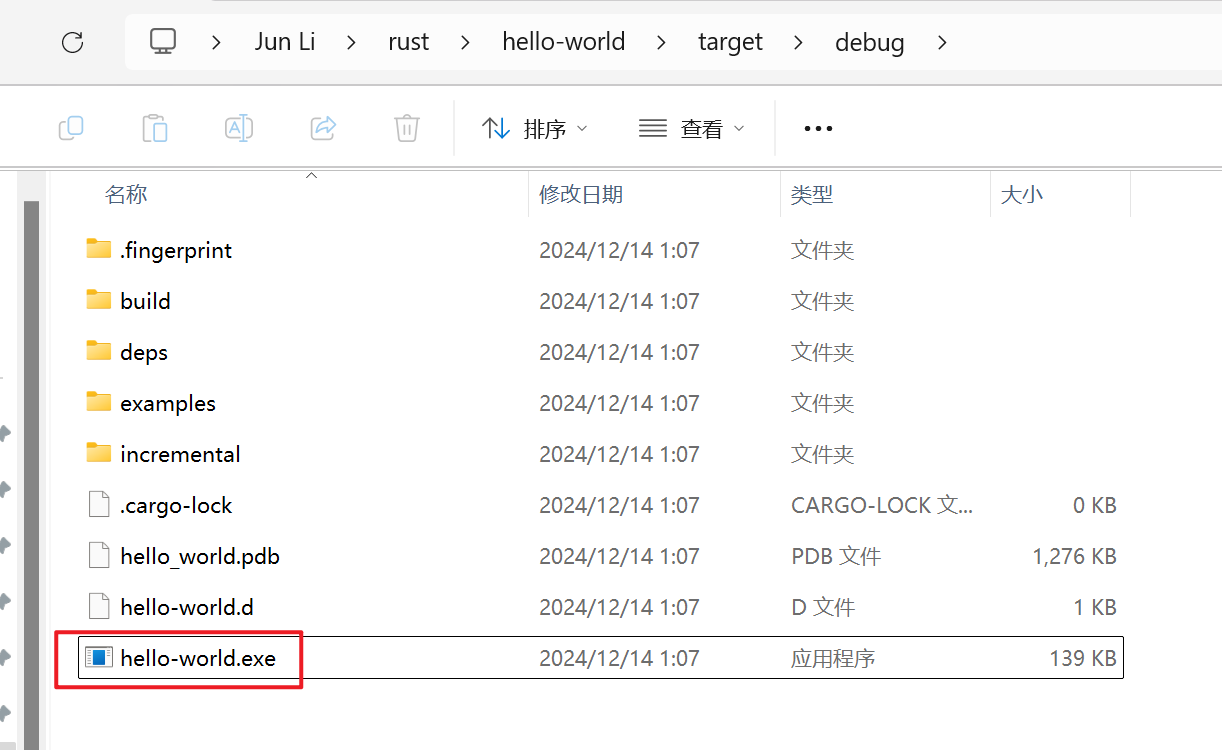 Jun Li rust hello-world target debug
排序 查看
名称 修改日期 类型 大小
.fingerprint 2024/12/14 1:07 文件夹
build 2024/12/14 1:07 文件夹
deps 2024/12/14 1:07 文件夹
examples 2024/12/14 1:07 文件夹
incremental 2024/12/14 1:07 文件夹
.cargo-lock 2024/12/14 1:07 CARGO-LOCK 文... 0 KB
hello_world.pdb 2024/12/14 1:07 PDB 文件 1,276 KB
hello-world.d 2024/12/14 1:07 D 文件 1 KB
hello-world.exe 2024/12/14 1:07 应用程序 139 KB